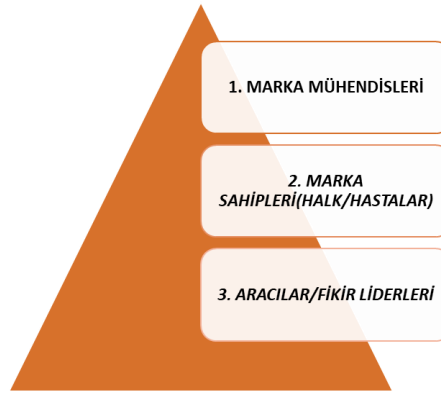 1. MARKA MÜHENDİSLERİ
2. MARKA
SAHİPLERİ(HALK/HASTALAR)
3. ARACILAR/FİKİR LİDERLERİ